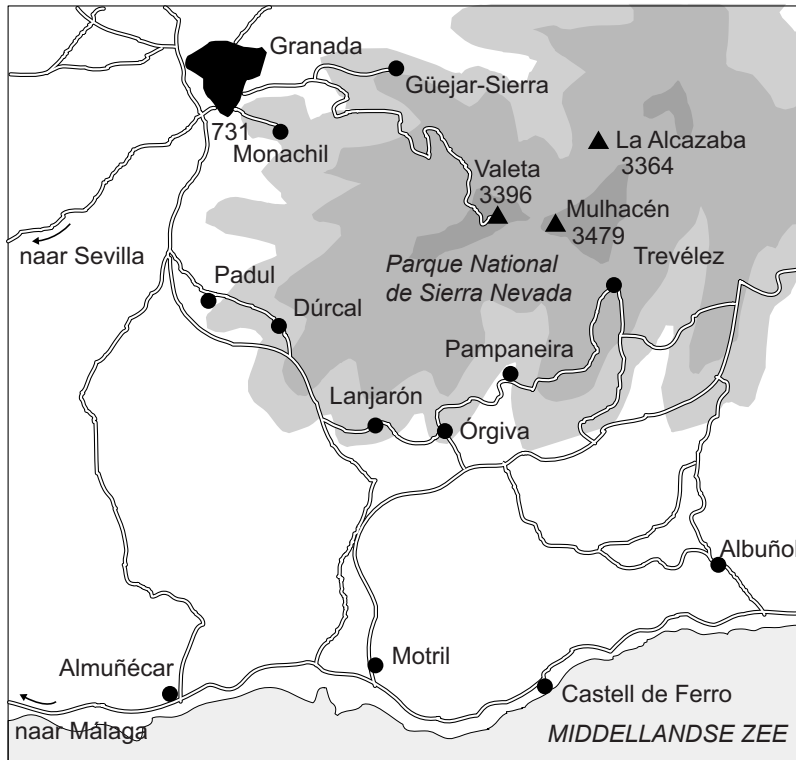 Granada
Güejar-Sierra
731
Monachil
La Alcazaba
3364
Valeta
3396
Mulhacén
3479
naar Sevilla
Parque National
de Sierra Nevada
Trevélez
Padul
Dúrcal
Pampaneira
Lanjarón
Órgiva
Albuñol
Almuñécar
Motril
Castell de Ferro
naar Málaga
MIDDELLANDSE ZEE